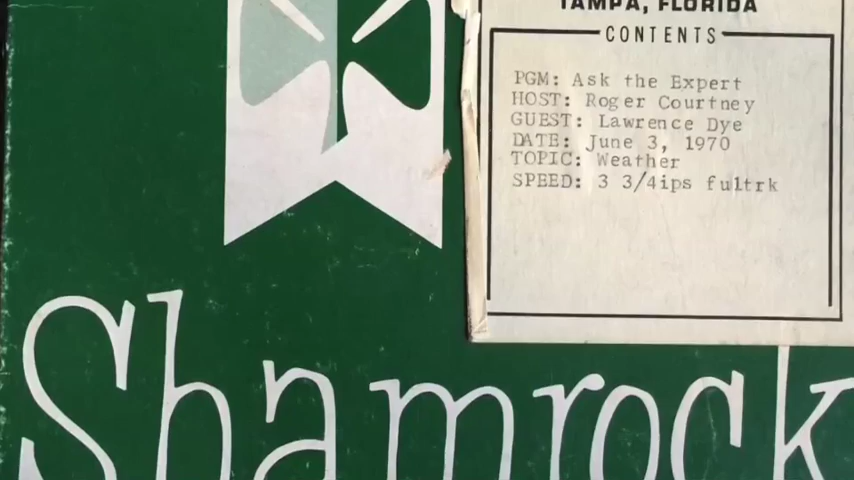 TAMPA, FLORIDA
CONTENTS
PGM: Ask the Expert
HOST: Roger Courtney
GUEST: Lawrence Dye
DATE: June 3, 1970
TOPIC: Weather
SPEED: 3 3/4ips fultrk
Shamrock